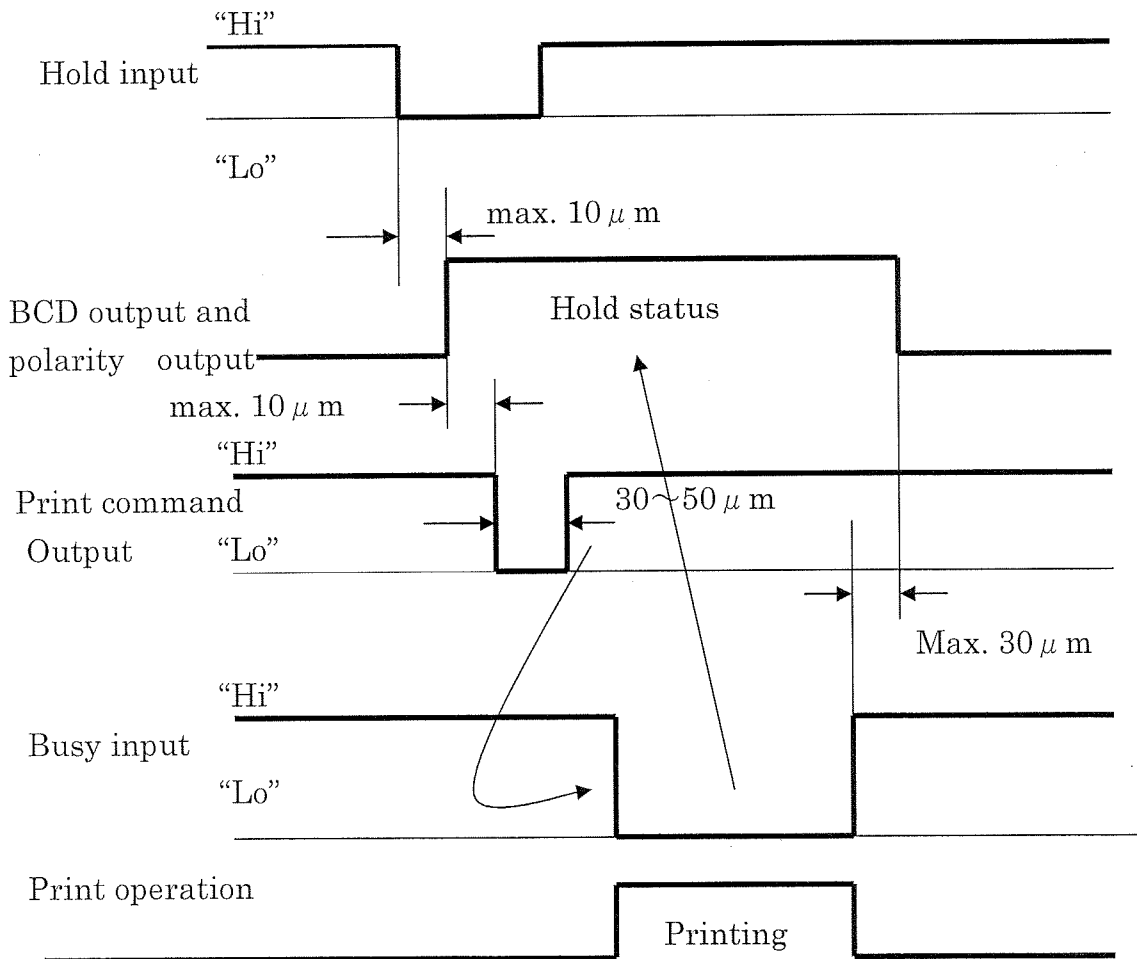 “Hi”
Hold input
“Lo”
max. 10 μ m
BCD output and
polarity output
Hold status
max. 10 μ m
“Hi”
Print command
Output
30～50 μ m
“Lo”
Max. 30 μ m
“Hi”
Busy input
“Lo”
Print operation
Printing